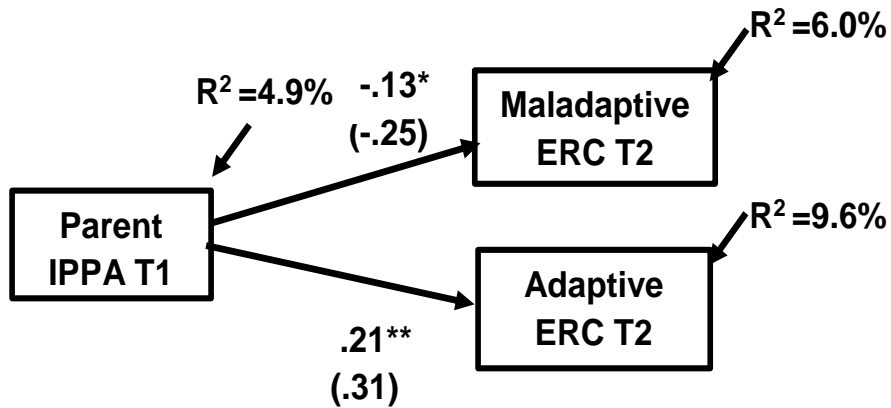 R² =6.0%
R² =4.9%
-.13*
(-.25)
Maladaptive
ERC T2
Parent
IPPA T1
R² =9.6%
Adaptive
ERC T2
.21**
(.31)